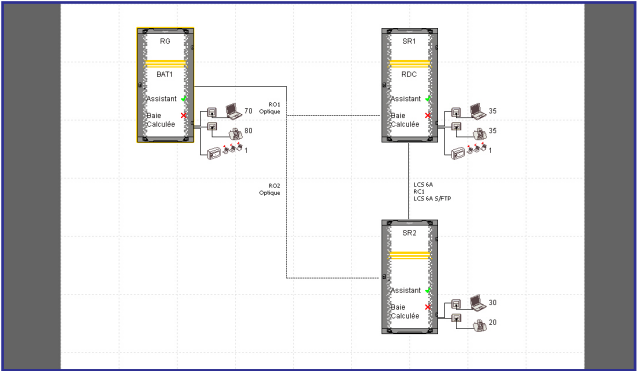 RG
BAT1
Assistant
Baie
Calculée
70
80
1
RO1
Optique
SR1
RDC
Assistant
Baie
Calculée
35
35
1
RO2
Optique
LCS 6A
RC1
LCS 6A S/FTP
SR2
Assistant
Baie
Calculée
30
20